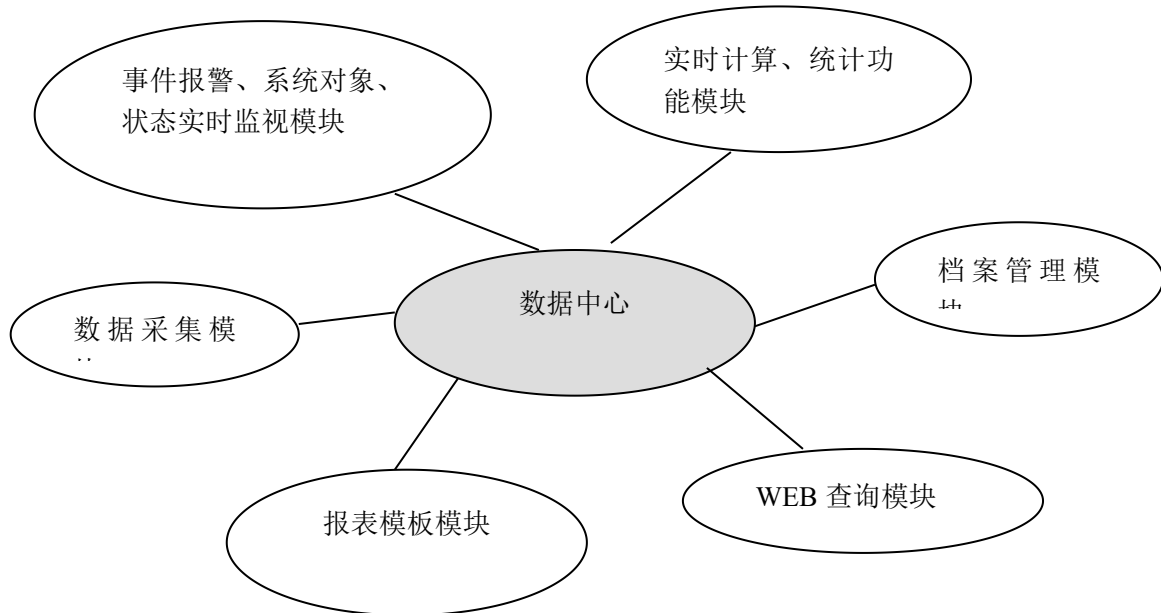 事件报警、系统对象、
状态实时监视模块
实时计算、统计功
能模块
档案管理模
数据中心
数据采集模
WEB 查询模块
报表模板模块